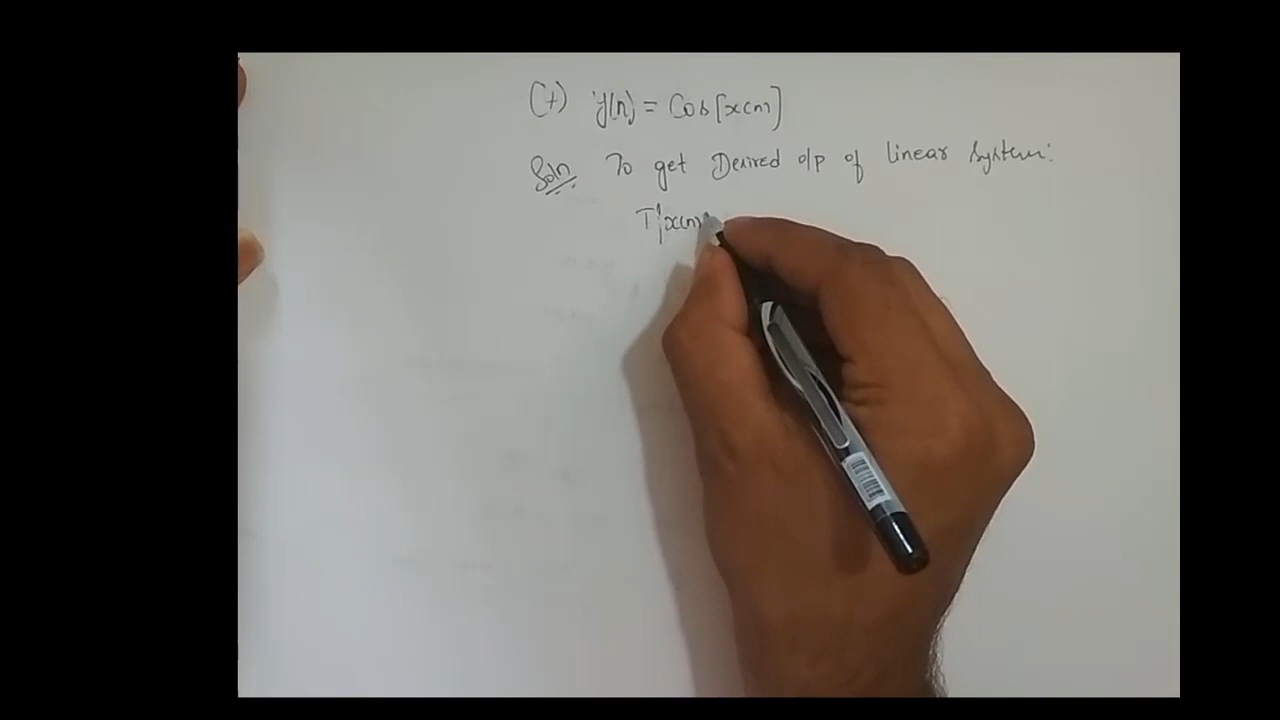 (+) y(n) = Cos[x(n)]
Soln To get Desired o/p of linear System:
T{x(n)